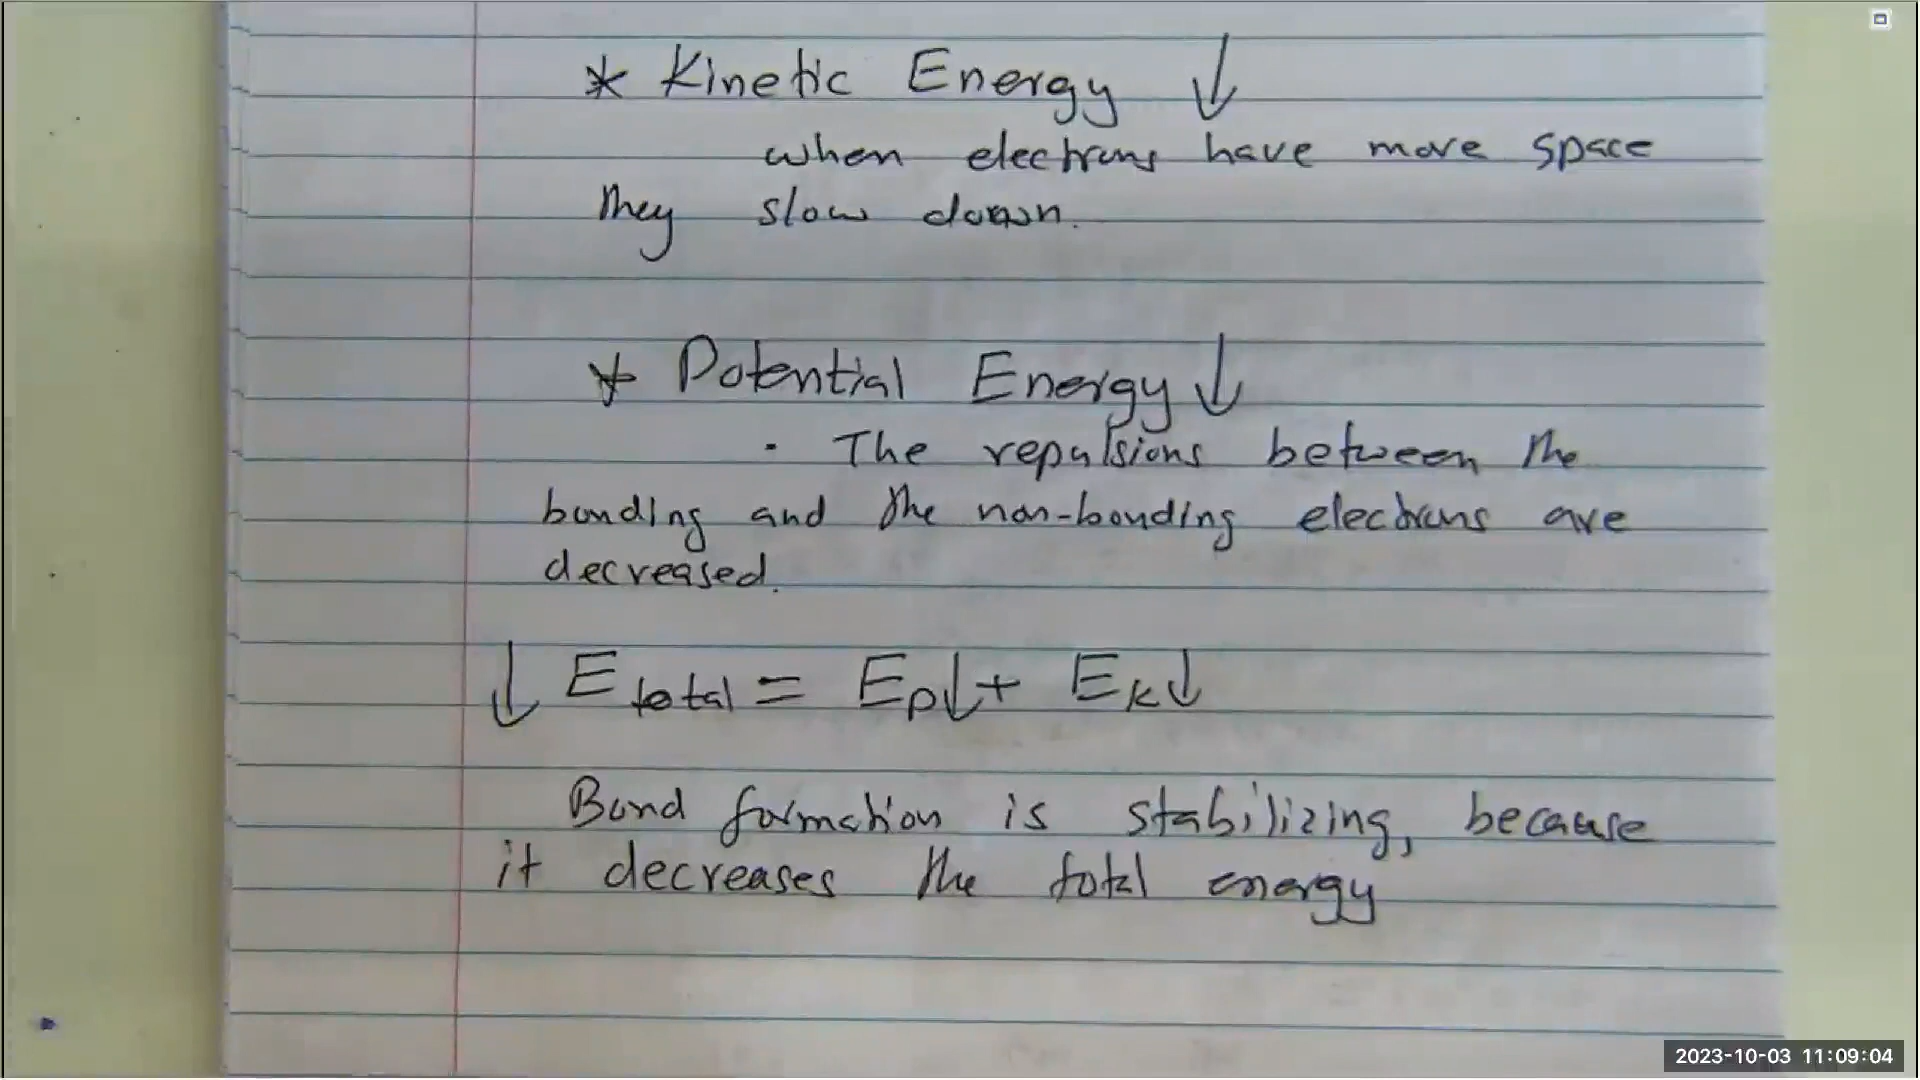 * Kinetic Energy ↓
when electrons have more space
they slow down.
* Potential Energy ↓
· The repulsions between the
bonding and the non-bonding electrons are
decreased.
↓ E total = Ep↓ + Ek↓
Bond formation is stabilizing, because
it decreases the total energy
2023-10-03 11:09:04